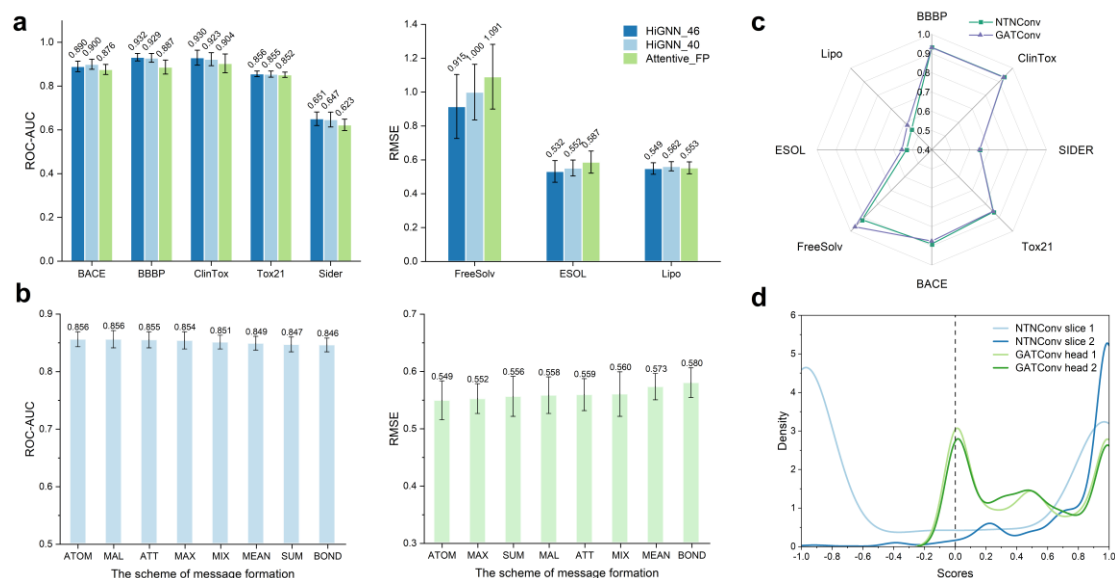 a
ROC-AUC
1.0
0.8
0.6
0.4
0.2
0.0
0.890
0.900
0.876
0.932
0.929
0.887
0.930
0.923
0.904
0.856
0.855
0.852
0.651
0.647
0.623
BACE BBBP ClinTox Tox21 Sider
RMSE
1.4
1.2
1.0
0.8
0.6
0.4
0.2
0.0
0.915
1.000
1.091
0.532
0.552
0.587
0.549
0.562
0.553
HiGNN_46
HiGNN_40
Attentive_FP
FreeSolv ESOL Lipo
b
ROC-AUC
0.9
0.8
0.7
0.6
0.5
0.856 0.856 0.855 0.854 0.851 0.849 0.847 0.846
ATOM MAL ATT MAX MIX MEAN SUM BOND
The scheme of message formation
RMSE
0.7
0.6
0.5
0.4
0.3
0.549 0.552 0.556 0.558 0.559 0.560 0.573 0.580
ATOM MAX SUM MAL ATT MIX MEAN BOND
The scheme of message formation
c
NTNConv
GATConv
BBBP
ClinTox
SIDER
Tox21
BACE
FreeSolv
ESOL
Lipo
1.0
0.9
0.8
0.7
0.6
0.5
0.4
d
NTNConv slice 1
NTNConv slice 2
GATConv head 1
GATConv head 2
Density
6
5
4
3
2
1
0
-1.0 -0.8 -0.6 -0.4 -0.2 0.0 0.2 0.4 0.6 0.8 1.0
Scores